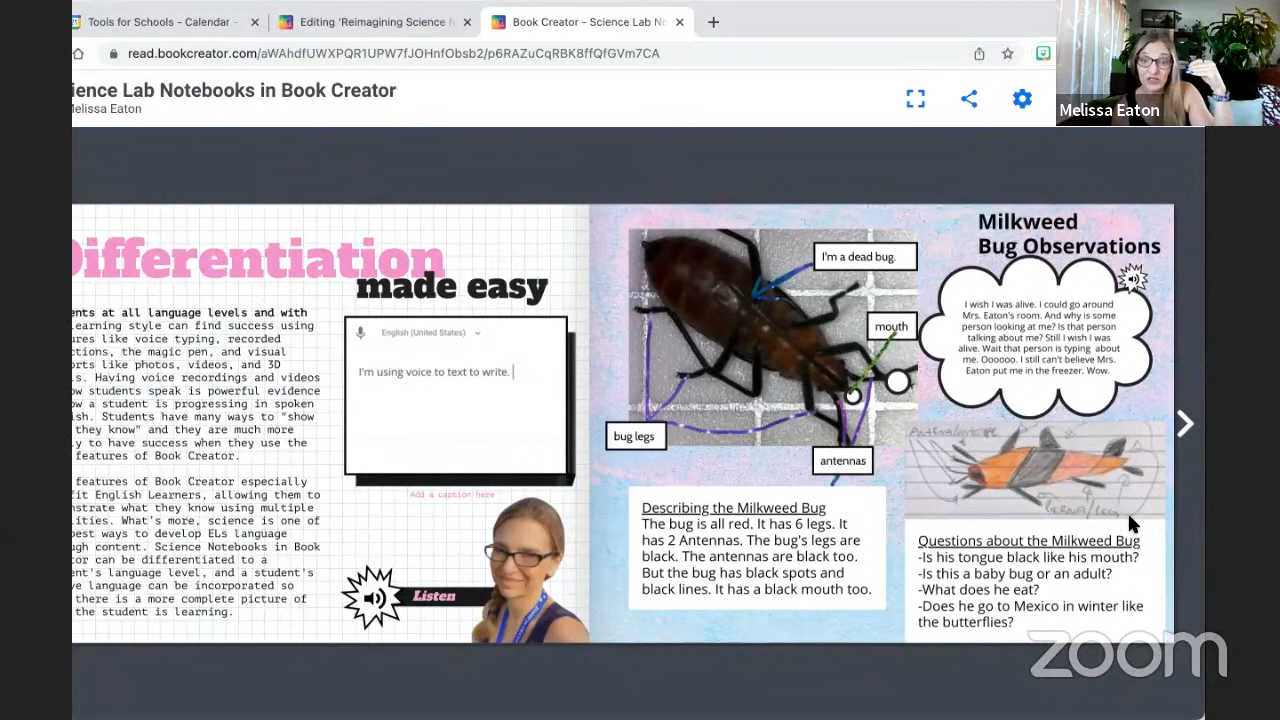 Tools for Schools - Calendar -
Editing 'Reimagining Science N
Book Creator - Science Lab No
read.bookcreator.com/aWAhdfUWXPQR1UPW7fJOHnfObsb2/p6RAZuCqRBK8ffQfGVm7CA
ience Lab Notebooks in Book Creator
Melissa Eaton
Melissa Eaton
Differentiation
made easy
ents at all language levels and with
learning style can find success using
ures like voice typing, recorded
ctions, the magic pen, and visual
orts like photos, videos, and 3D
ls. Having voice recordings and videos
ow students speak is powerful evidence
ow a student is progressing in spoken
ish. Students have many ways to "show
they know" and they are much more
ly to have success when they use the
features of Book Creator.
features of Book Creator especially
fit English Learners, allowing them to
nstrate what they know using multiple
lities. What's more, science is one of
best ways to develop ELs language
ugh content. Science Notebooks in Book
tor can be differentiated to a
ent's language level, and a student's
ve language can be incorporated so
there is a more complete picture of
the student is learning.
English (United States)
I'm using voice to text to write.
Add a caption here
Listen
I'm a dead bug.
mouth
bug legs
antennas
Describing the Milkweed Bug
The bug is all red. It has 6 legs. It
has 2 Antennas. The bug's legs are
black. The antennas are black too.
But the bug has black spots and
black lines. It has a black mouth too.
Milkweed
Bug Observations
I wish I was alive. I could go around
Mrs. Eaton's room. And why is some
person looking at me? Is that person
talking about me? Still I wish I was
alive. Wait that person is typing about
me. Oooooo. I still can't believe Mrs.
Eaton put me in the freezer. Wow.
Questions about the Milkweed Bug
-Is his tongue black like his mouth?
-Is this a baby bug or an adult?
-What does he eat?
-Does he go to Mexico in winter like
the butterflies?
zoom